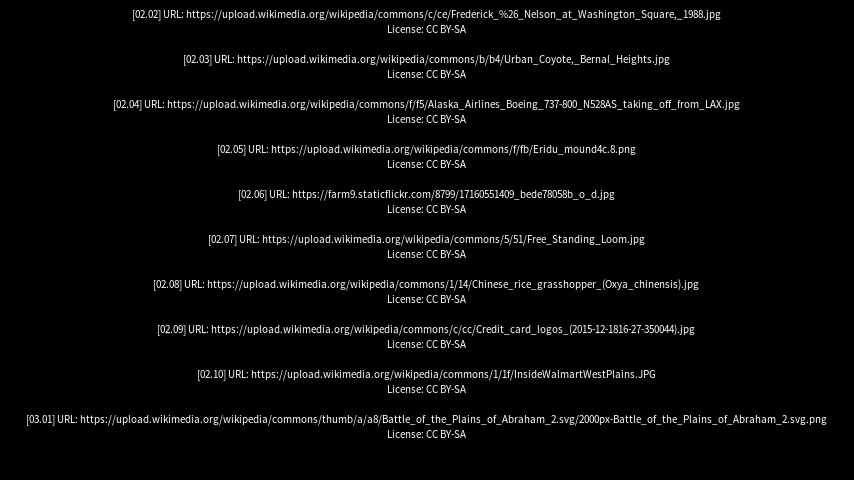 [02.02] URL: https://upload.wikimedia.org/wikipedia/commons/c/ce/Frederick_%26_Nelson_at_Washington_Square,_1988.jpg
License: CC BY-SA
[02.03] URL: https://upload.wikimedia.org/wikipedia/commons/b/b4/Urban_Coyote,_Bernal_Heights.jpg
License: CC BY-SA
[02.04] URL: https://upload.wikimedia.org/wikipedia/commons/f/f5/Alaska_Airlines_Boeing_737-800_N528AS_taking_off_from_LAX.jpg
License: CC BY-SA
[02.05] URL: https://upload.wikimedia.org/wikipedia/commons/f/fb/Eridu_mound4c.8.png
License: CC BY-SA
[02.06] URL: https://farm9.staticflickr.com/8799/17160551409_bede78058b_o_d.jpg
License: CC BY-SA
[02.07] URL: https://upload.wikimedia.org/wikipedia/commons/5/51/Free_Standing_Loom.jpg
License: CC BY-SA
[02.08] URL: https://upload.wikimedia.org/wikipedia/commons/1/14/Chinese_rice_grasshopper_(Oxya_chinensis).jpg
License: CC BY-SA
[02.09] URL: https://upload.wikimedia.org/wikipedia/commons/c/cc/Credit_card_logos_(2015-12-1816-27-350044).jpg
License: CC BY-SA
[02.10] URL: https://upload.wikimedia.org/wikipedia/commons/1/1f/InsideWalmartWestPlains.JPG
License: CC BY-SA
[03.01] URL: https://upload.wikimedia.org/wikipedia/commons/thumb/a/a8/Battle_of_the_Plains_of_Abraham_2.svg/2000px-Battle_of_the_Plains_of_Abraham_2.svg.png
License: CC BY-SA